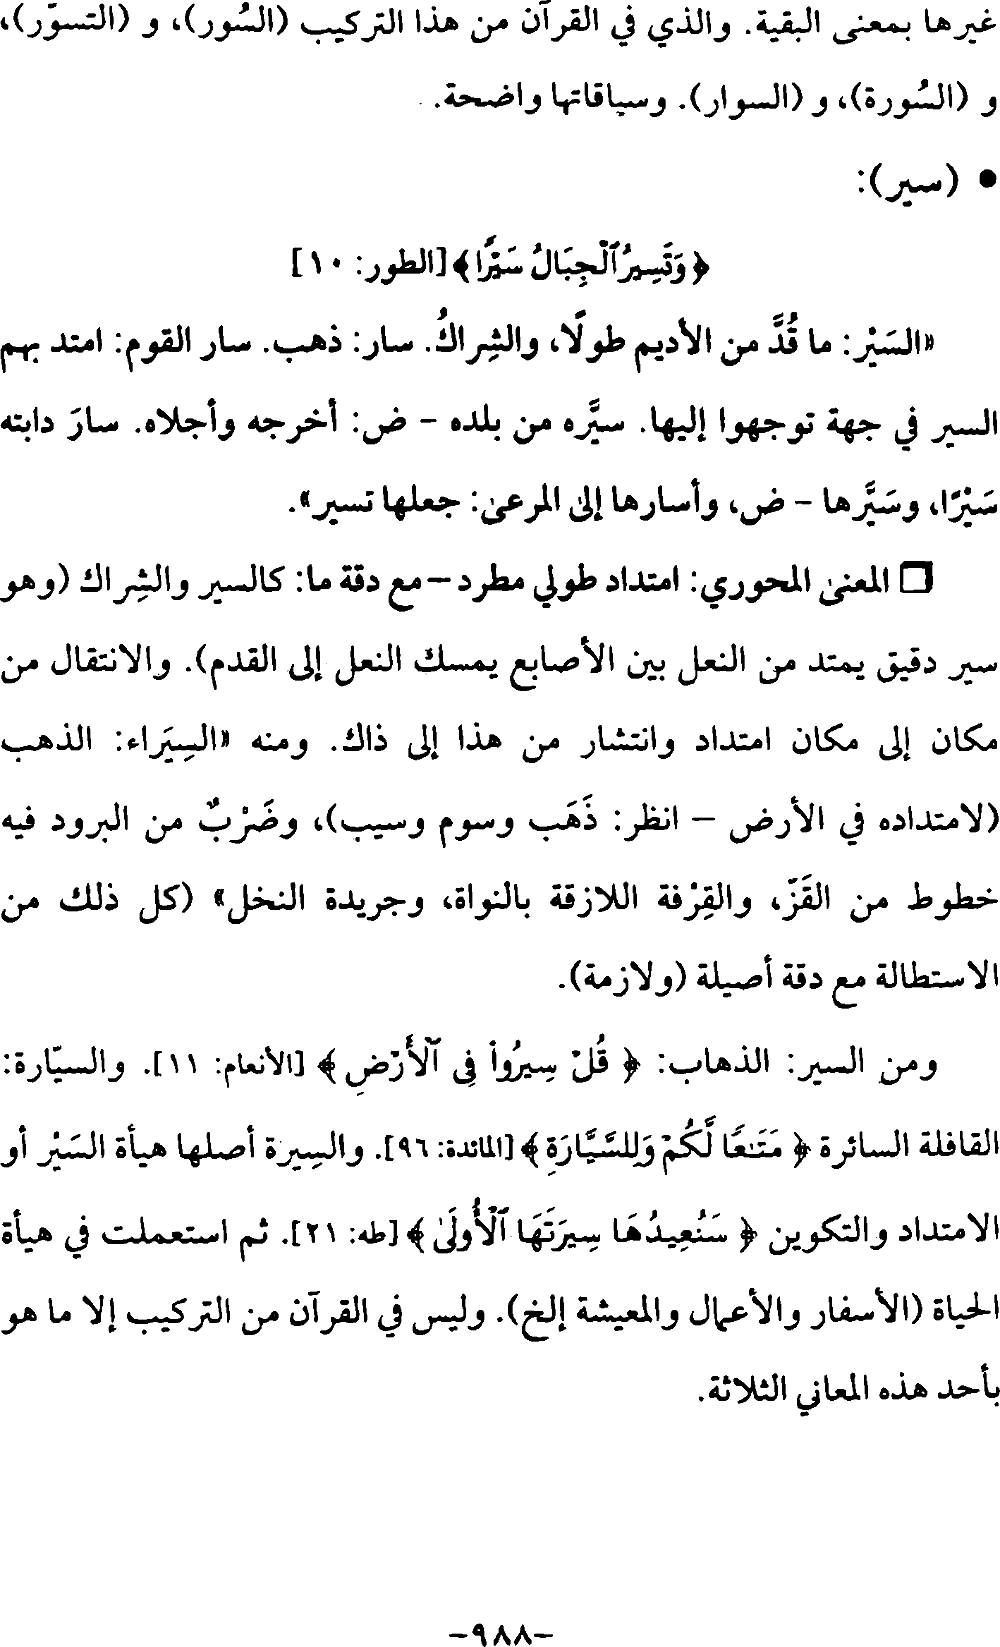 غيرها بمعنى البقية. والذي في القرآن من هذا التركيب (السُور)، و (التسوّر)،
و (السُورة)، و (السوار). وسياقاتها واضحة.
• (سير):
﴿ وَتَسِيرُ ٱلْجِبَالُ سَيْرًا ﴾ [الطور: ١٠]
«السَيْر: ما قُدَّ من الأديم طولًا، والشِراكُ. سار: ذهب. سار القوم: امتد بهم
السير في جهة توجهوا إليها. سيَّره من بلده - ض: أخرجه وأجلاه. سارَ دابته
سَيْرًا، وسَيَّرها - ض، وأسارها إلى المرعى: جعلها تسير».
❒ المعنى المحوري: امتداد طولي مطرد – مع دقة ما: كالسير والشِراك (وهو
سير دقيق يمتد من النعل بين الأصابع يمسك النعل إلى القدم). والانتقال من
مكان إلى مكان امتداد وانتشار من هذا إلى ذاك. ومنه «السِيَراء: الذهب
(لامتداده في الأرض – انظر: ذَهَب وسوم وسيب)، وضَرْبٌ من البرود فيه
خطوط من القَزّ، والقِرْفة اللازقة بالنواة، وجريدة النخل» (كل ذلك من
الاستطالة مع دقة أصيلة (ولازمة).
ومن السير: الذهاب: ﴿ قُلْ سِيرُوا۟ فِى ٱلْأَرْضِ ﴾ [الأنعام: ١١]. والسيّارة:
القافلة السائرة ﴿ مَتَٰعًا لَّكُمْ وَلِلسَّيَّارَةِ ﴾ [المائدة: ٩٦]. والسِيرة أصلها هيأة السَيْر أو
الامتداد والتكوين ﴿ سَنُعِيدُهَا سِيرَتَهَا ٱلْأُولَىٰ ﴾ [طه: ٢١]. ثم استعملت في هيأة
الحياة (الأسفار والأعمال والمعيشة إلخ). وليس في القرآن من التركيب إلا ما هو
بأحد هذه المعاني الثلاثة.
-٩٨٨-